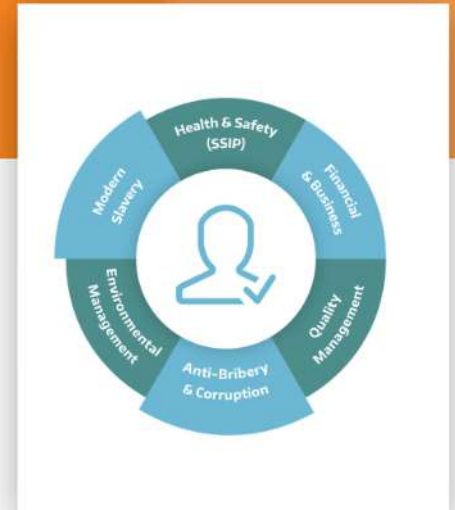 Health & Safety
(SSIP)
Financial
& Business
Quality
Management
Anti-Bribery
& Corruption
Environmental
Management
Modern
Slavery